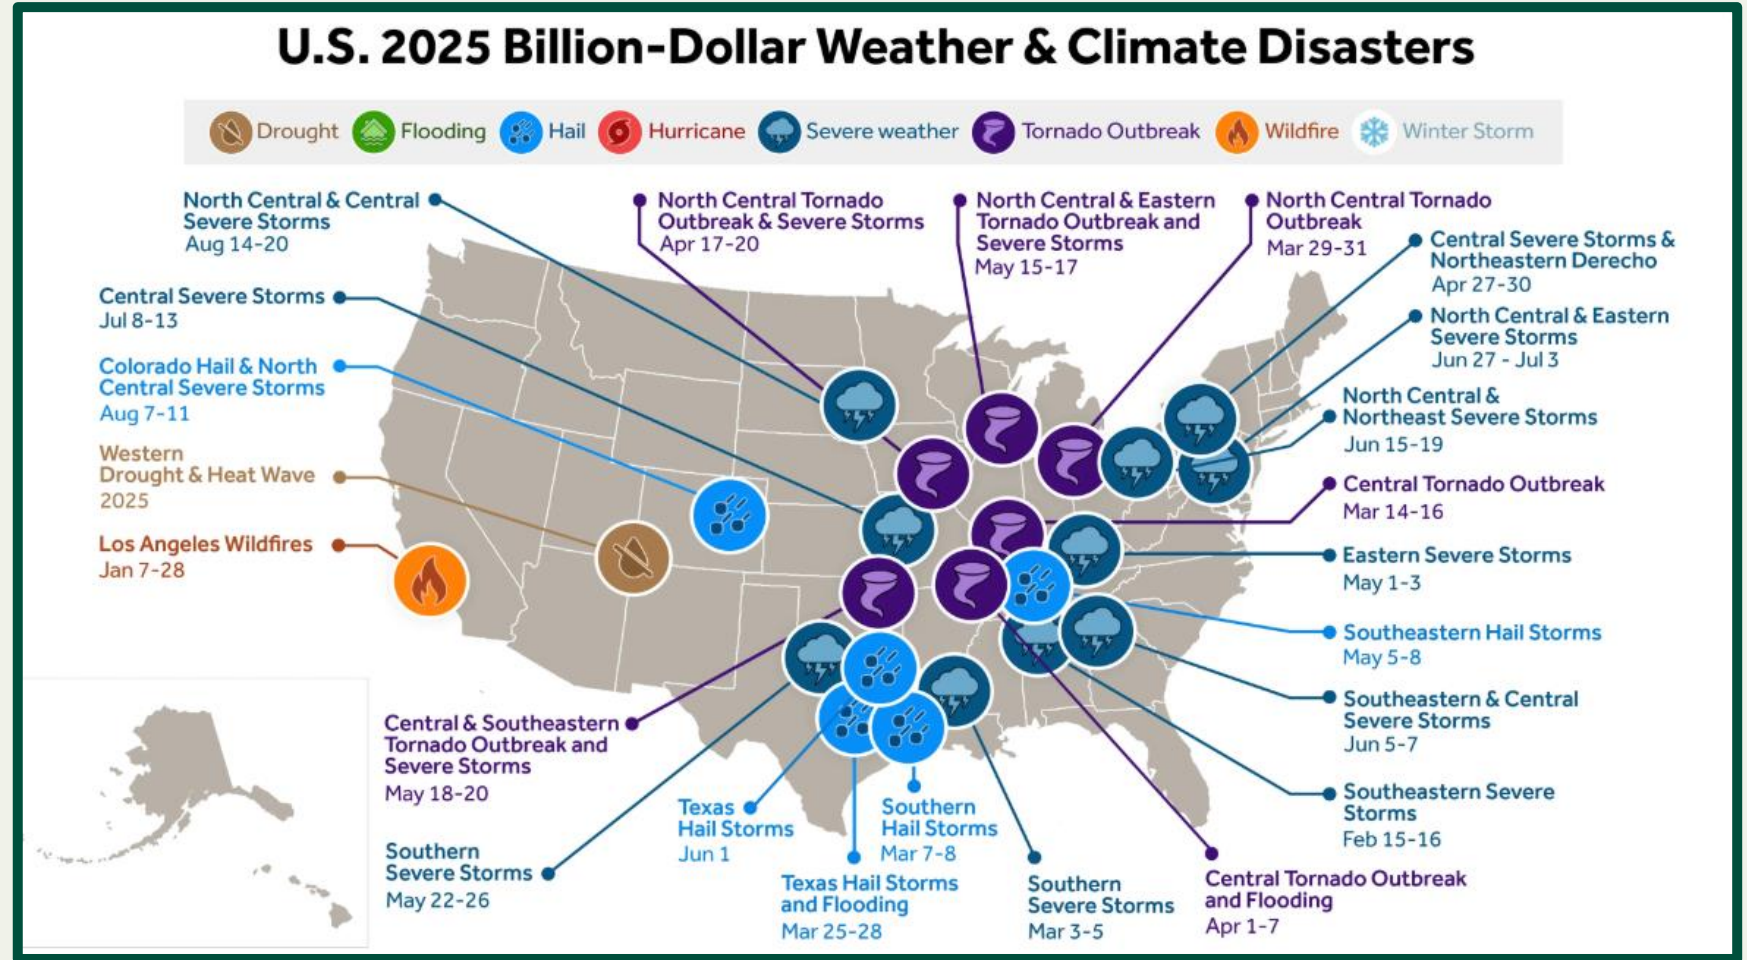 U.S. 2025 Billion-Dollar Weather & Climate Disasters
Drought
Flooding
Hail
Hurricane
Severe weather
Tornado Outbreak
Wildfire
Winter Storm
North Central & Central
Severe Storms
Aug 14-20
North Central Tornado
Outbreak & Severe Storms
Apr 17-20
North Central & Eastern
Tornado Outbreak and
Severe Storms
May 15-17
North Central Tornado
Outbreak
Mar 29-31
Central Severe Storms &
Northeastern Derecho
Apr 27-30
Central Severe Storms
Jul 8-13
North Central & Eastern
Severe Storms
Jun 27 - Jul 3
Colorado Hail & North
Central Severe Storms
Aug 7-11
North Central &
Northeast Severe Storms
Jun 15-19
Western
Drought & Heat Wave
2025
Central Tornado Outbreak
Mar 14-16
Los Angeles Wildfires
Jan 7-28
Eastern Severe Storms
May 1-3
Southeastern Hail Storms
May 5-8
Southeastern & Central
Severe Storms
Jun 5-7
Central & Southeastern
Tornado Outbreak and
Severe Storms
May 18-20
Southeastern Severe
Storms
Feb 15-16
Texas
Hail Storms
Jun 1
Southern
Hail Storms
Mar 7-8
Southern
Severe Storms
May 22-26
Texas Hail Storms
and Flooding
Mar 25-28
Southern
Severe Storms
Mar 3-5
Central Tornado Outbreak
and Flooding
Apr 1-7